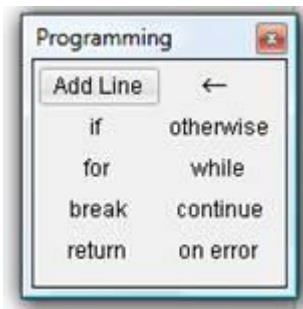 Programming
Add Line ←
if otherwise
for while
break continue
return on error